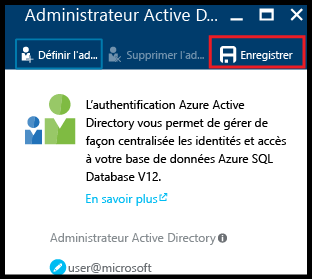 Administrateur Active D...
Définir l'ad... Supprimer l'ad... Enregistrer
L'authentification Azure Active
Directory vous permet de gérer de
façon centralisée les identités et accès
à votre base de données Azure SQL
Database V12.
En savoir plus
Administrateur Active Directory
user@microsoft